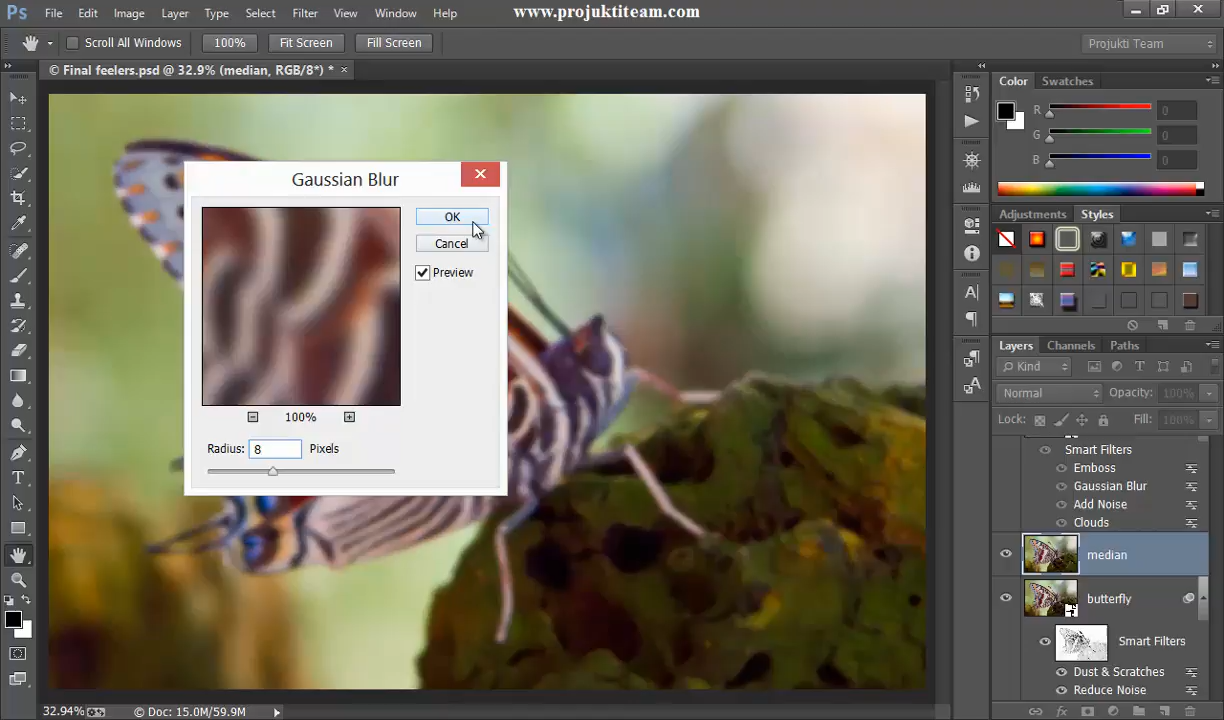 Ps File Edit Image Layer Type Select Filter View Window Help www.projuktiteam.com
Scroll All Windows 100% Fit Screen Fill Screen Projukti Team
© Final feelers.psd @ 32.9% (median, RGB/8*) * ×
Color Swatches
R 0
G 0
B 0
Gaussian Blur
OK
Cancel
Preview
100%
Radius: 8 Pixels
Adjustments Styles
Layers Channels Paths
Kind
Normal Opacity: 100%
Lock: Fill: 100%
Smart Filters
Emboss
Gaussian Blur
Add Noise
Clouds
median
butterfly
Smart Filters
Dust & Scratches
Reduce Noise
32.94% © Doc: 15.0M/59.9M